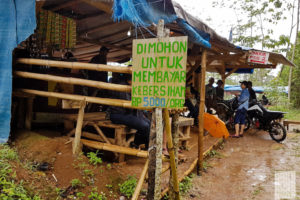 DIMOHON
UNTUK
MEMBAYAR
KEBERSIHAN
RP 5000/ORG